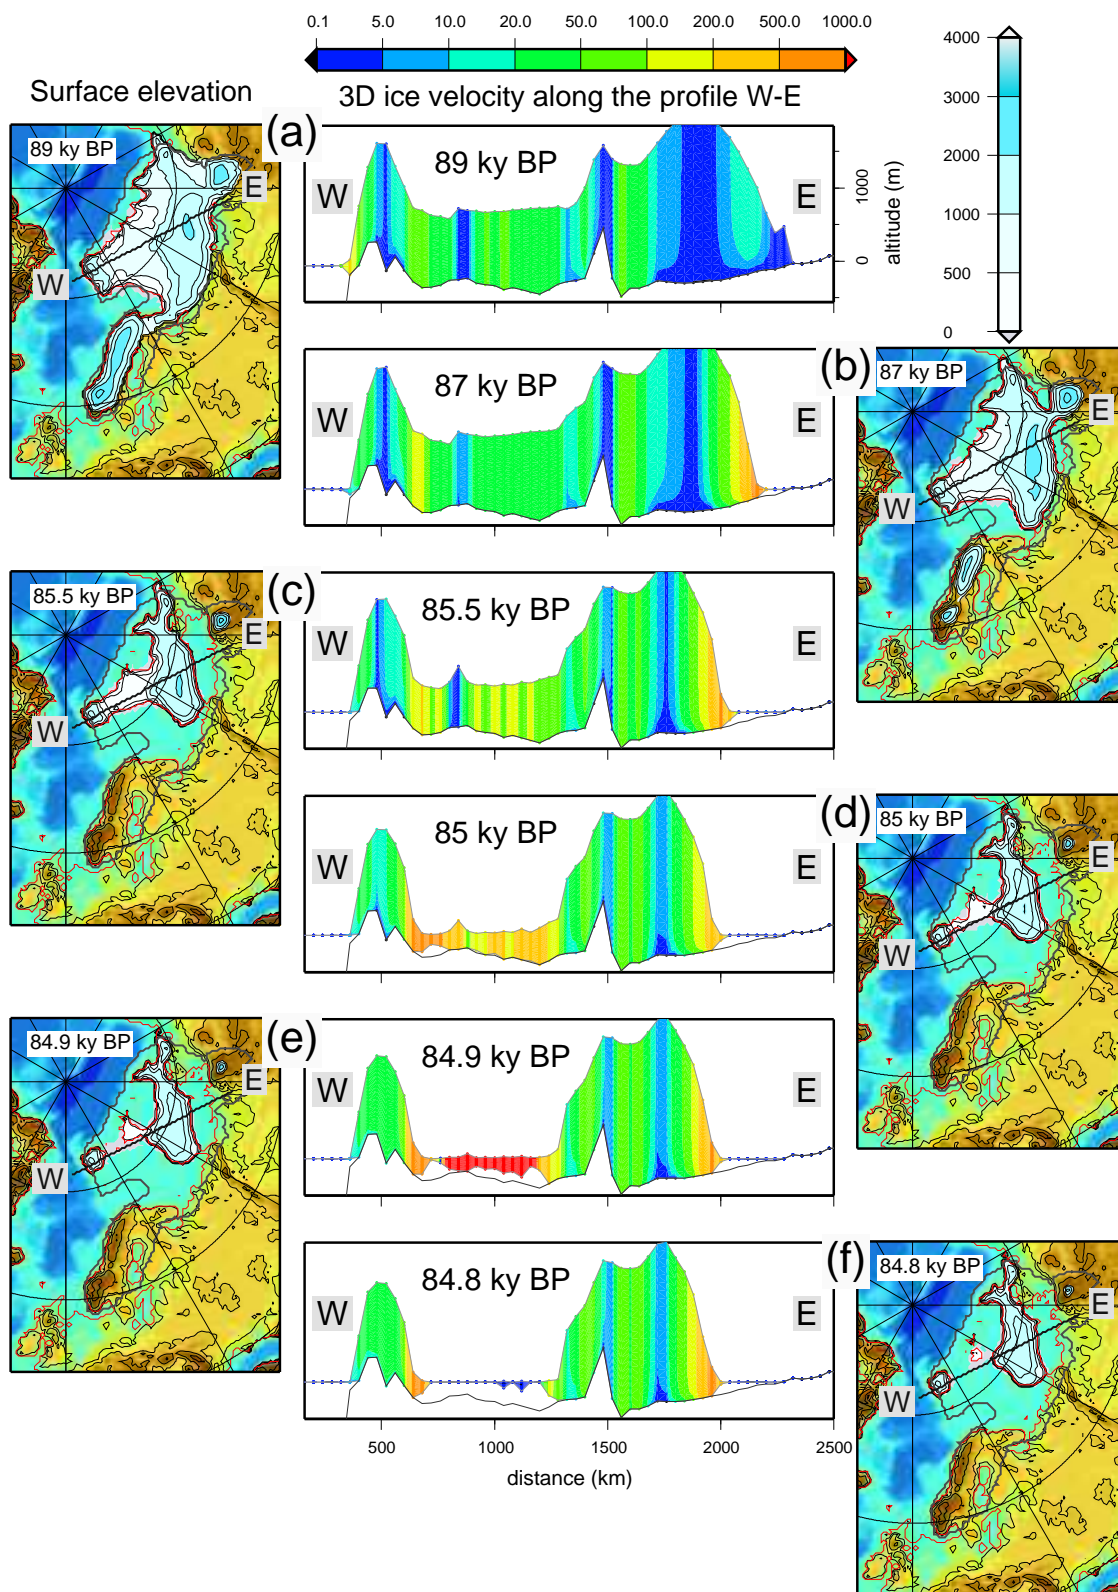 0.1 5.0 10.0 20.0 50.0 100.0 200.0 500.0 1000.0
Surface elevation
3D ice velocity along the profile W-E
4000
3000
2000
1000
500
0
altitude (m)
1000
0
(a)
89 ky BP
W
E
89 ky BP
W
E
(b)
87 ky BP
W
E
87 ky BP
W
E
(c)
85.5 ky BP
W
E
85.5 ky BP
W
E
(d)
85 ky BP
W
E
85 ky BP
W
E
(e)
84.9 ky BP
W
E
84.9 ky BP
W
E
(f)
84.8 ky BP
W
E
84.8 ky BP
W
E
500 1000 1500 2000 2500
distance (km)